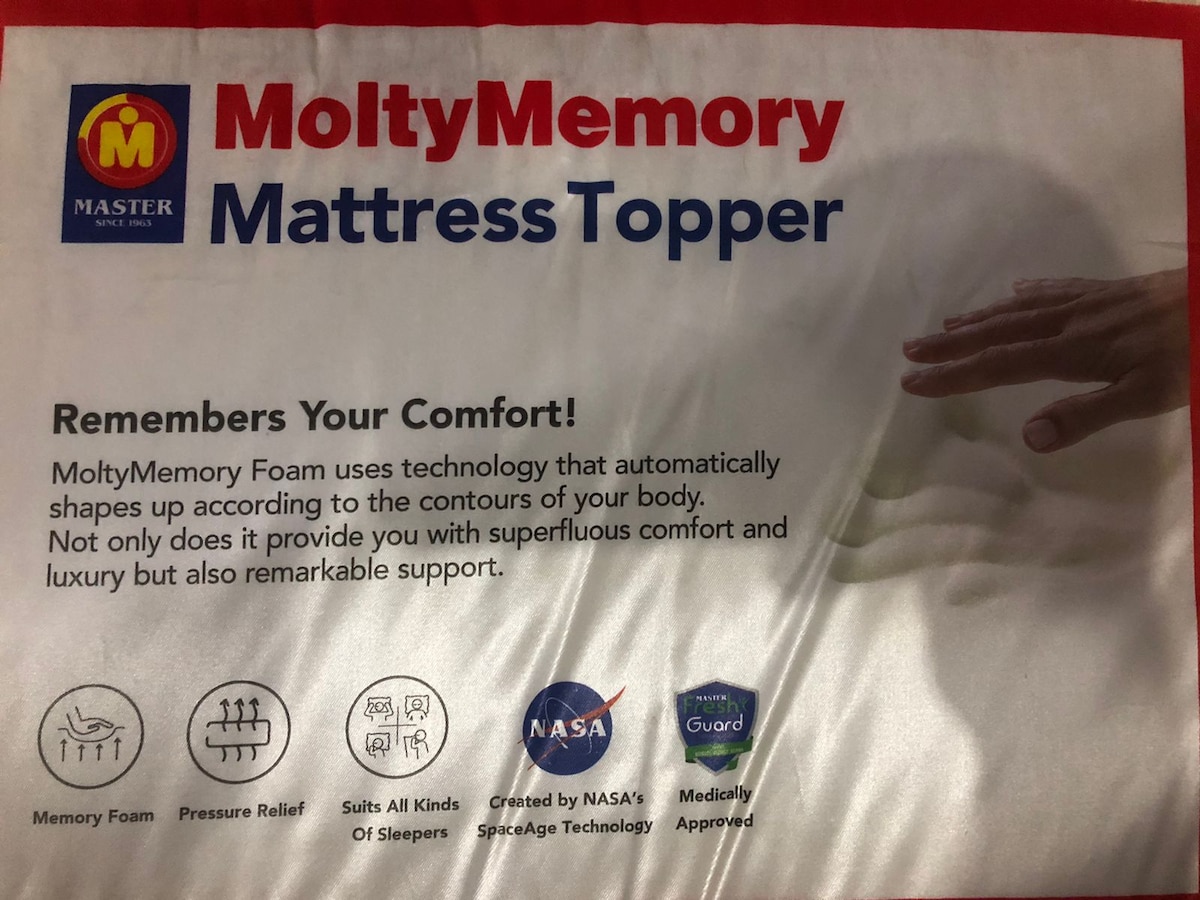 M
MASTER
SINCE 1963
MoltyMemory
Mattress Topper
Remembers Your Comfort!
MoltyMemory Foam uses technology that automatically
shapes up according to the contours of your body.
Not only does it provide you with superfluous comfort and
luxury but also remarkable support.
Memory Foam
Pressure Relief
Suits All Kinds
Of Sleepers
NASA
Created by NASA's
SpaceAge Technology
MASTER
Fresh
Guard
Medically
Approved